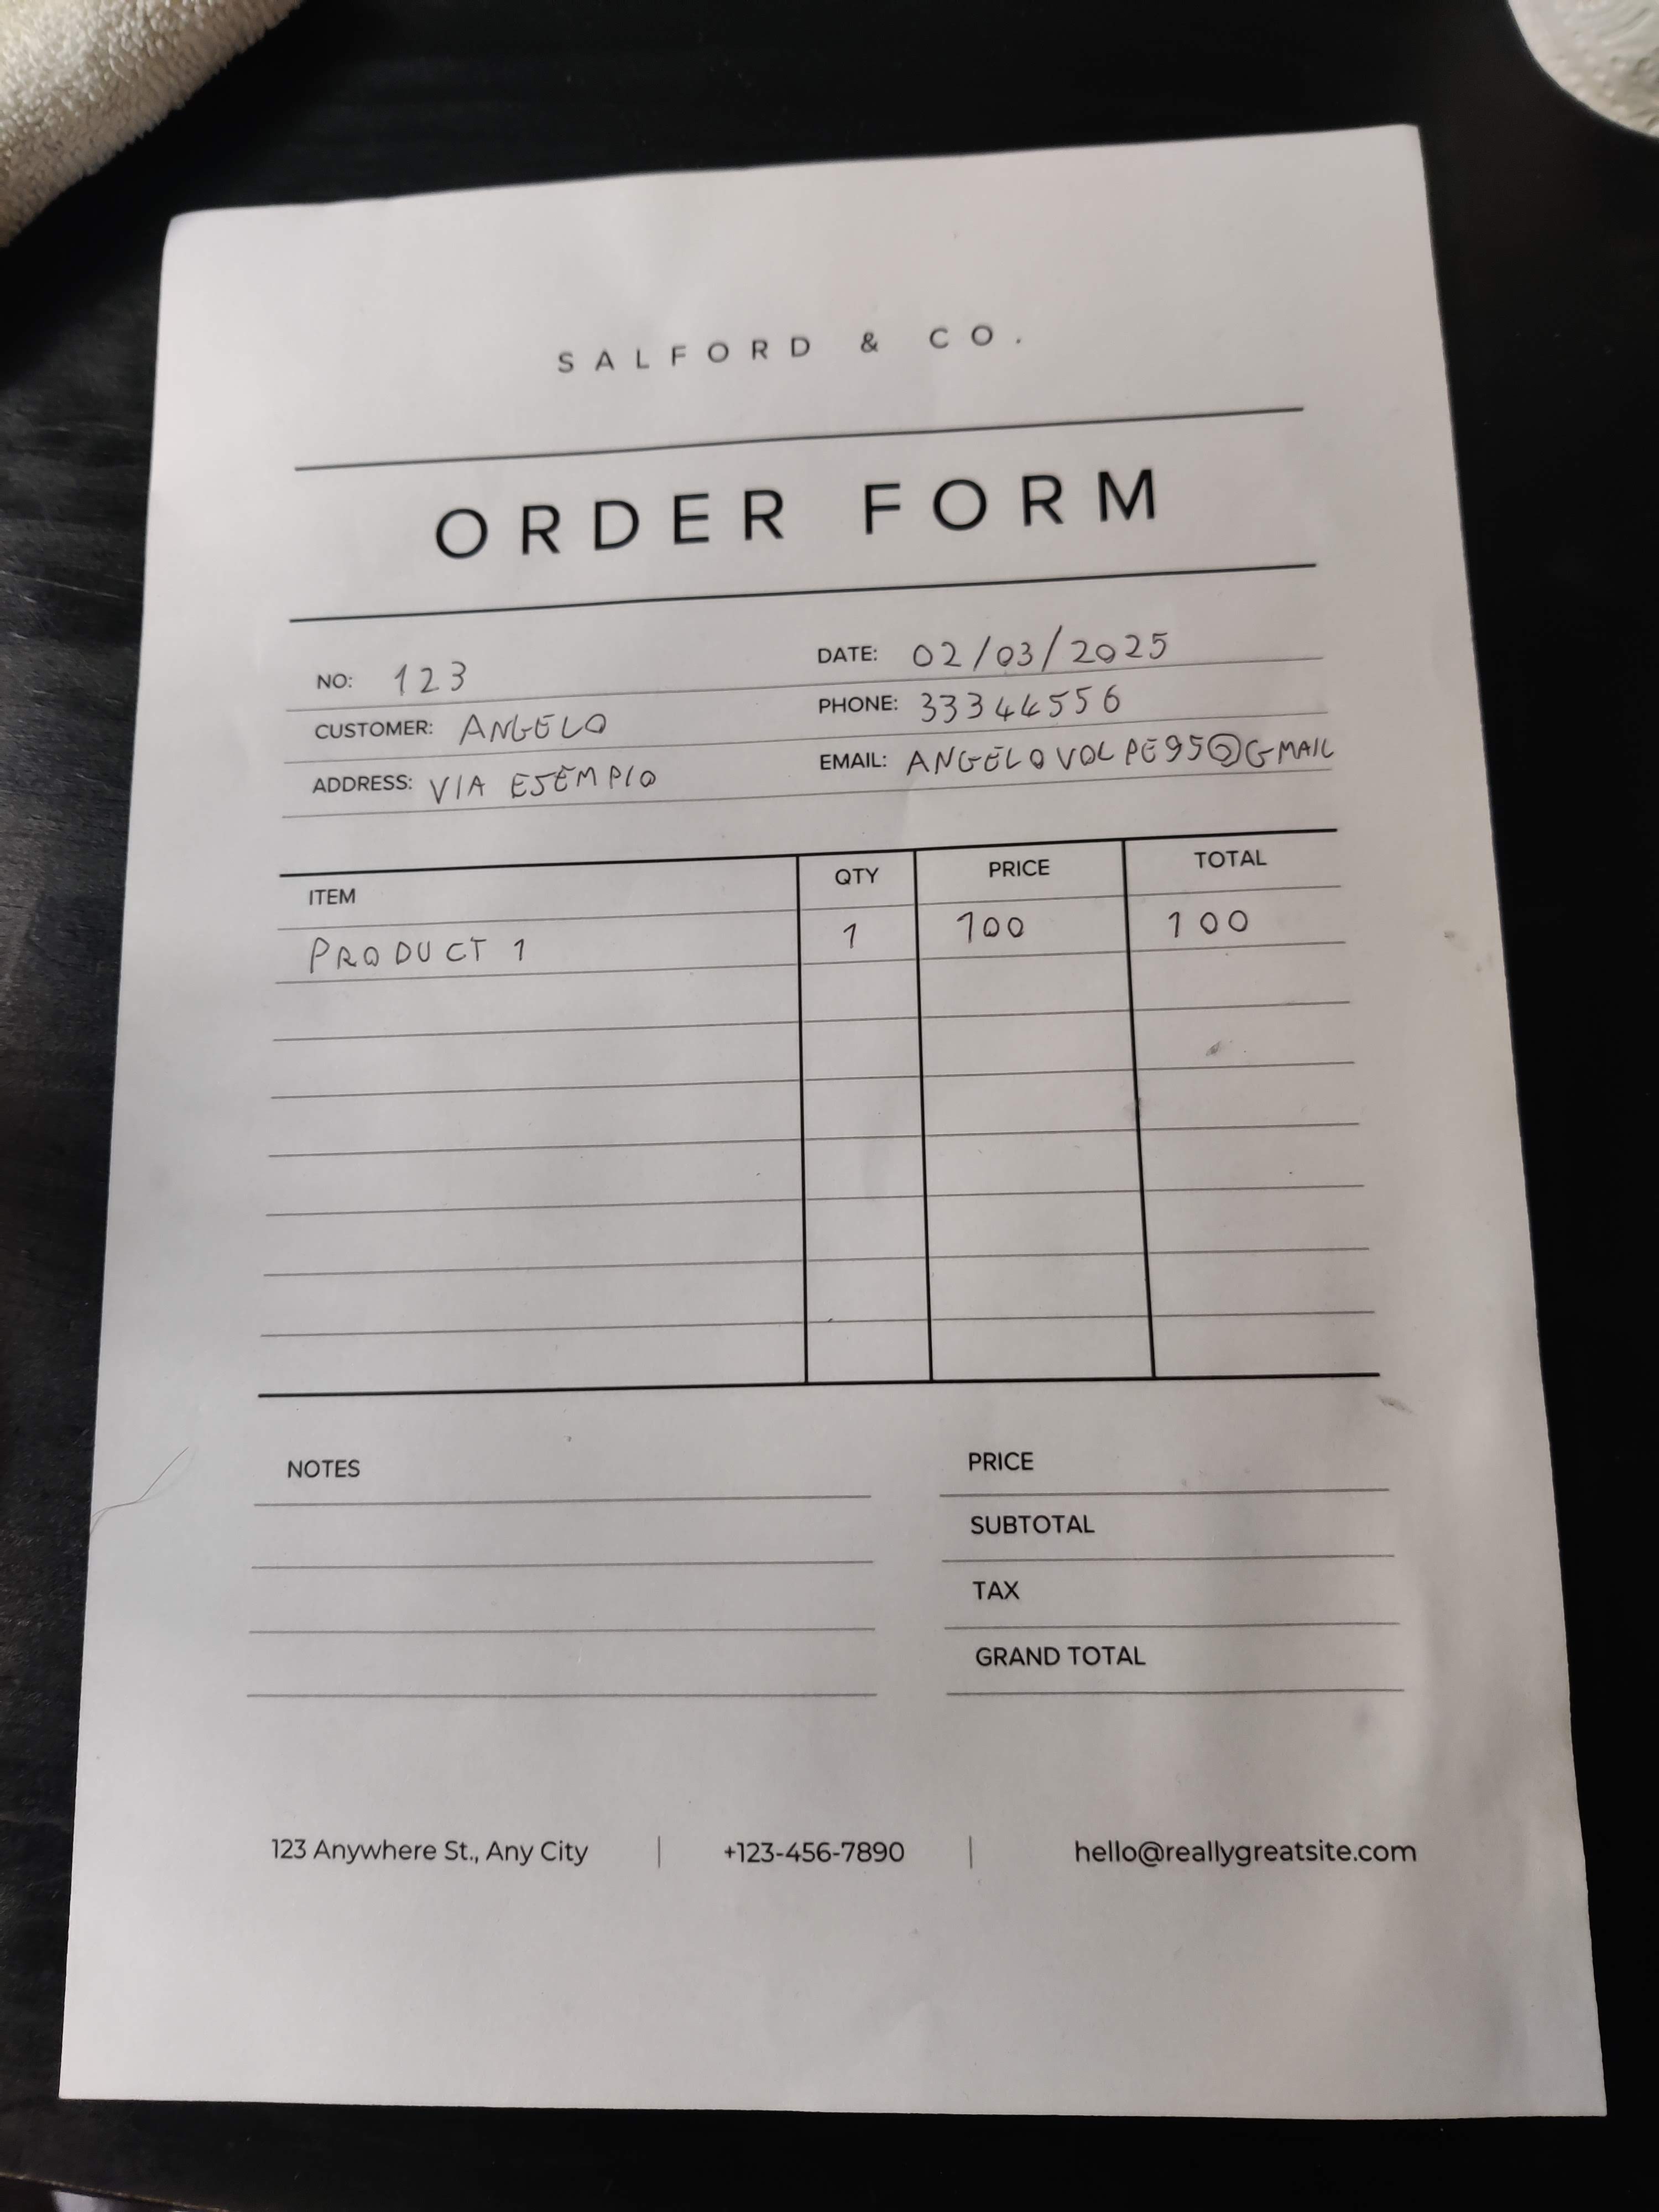 SALFORD & CO.
ORDER FORM
NO: 123 DATE: 02/03/2025
CUSTOMER: ANGELO PHONE: 33344556
ADDRESS: VIA ESEMPIO EMAIL: ANGELOVOLPE95@GMAIL
ITEM QTY PRICE TOTAL
PRODUCT 1 1 100 100
NOTES PRICE
SUBTOTAL
TAX
GRAND TOTAL
123 Anywhere St., Any City | +123-456-7890 | hello@reallygreatsite.com